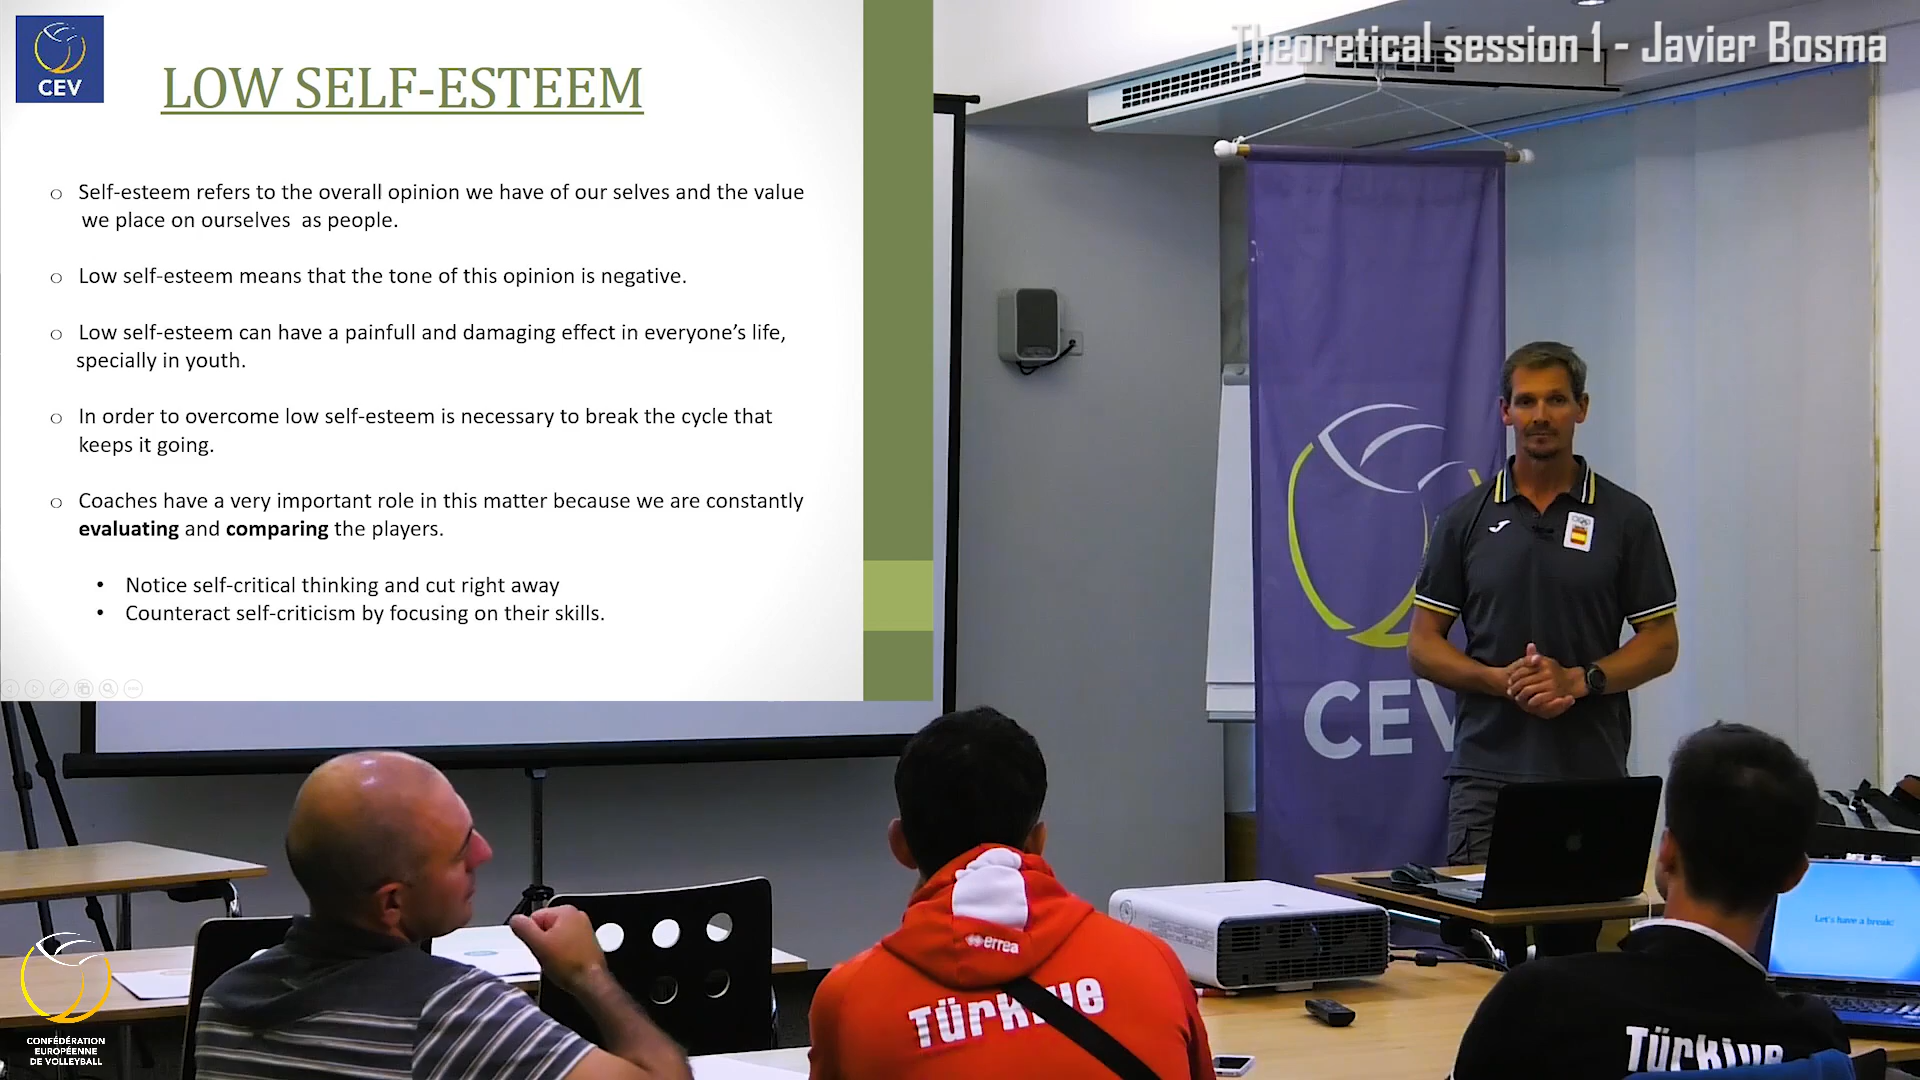 CEV
Theoretical session 1 - Javier Bosma
LOW SELF-ESTEEM
Self-esteem refers to the overall opinion we have of our selves and the value
we place on ourselves as people.
Low self-esteem means that the tone of this opinion is negative.
Low self-esteem can have a painfull and damaging effect in everyone's life,
specially in youth.
In order to overcome low self-esteem is necessary to break the cycle that
keeps it going.
Coaches have a very important role in this matter because we are constantly
evaluating and comparing the players.
• Notice self-critical thinking and cut right away
• Counteract self-criticism by focusing on their skills.
CEV
errea
Türkiye
Türkiye
Let's have a break!
CONFÉDÉRATION
EUROPÉENNE
DE VOLLEYBALL